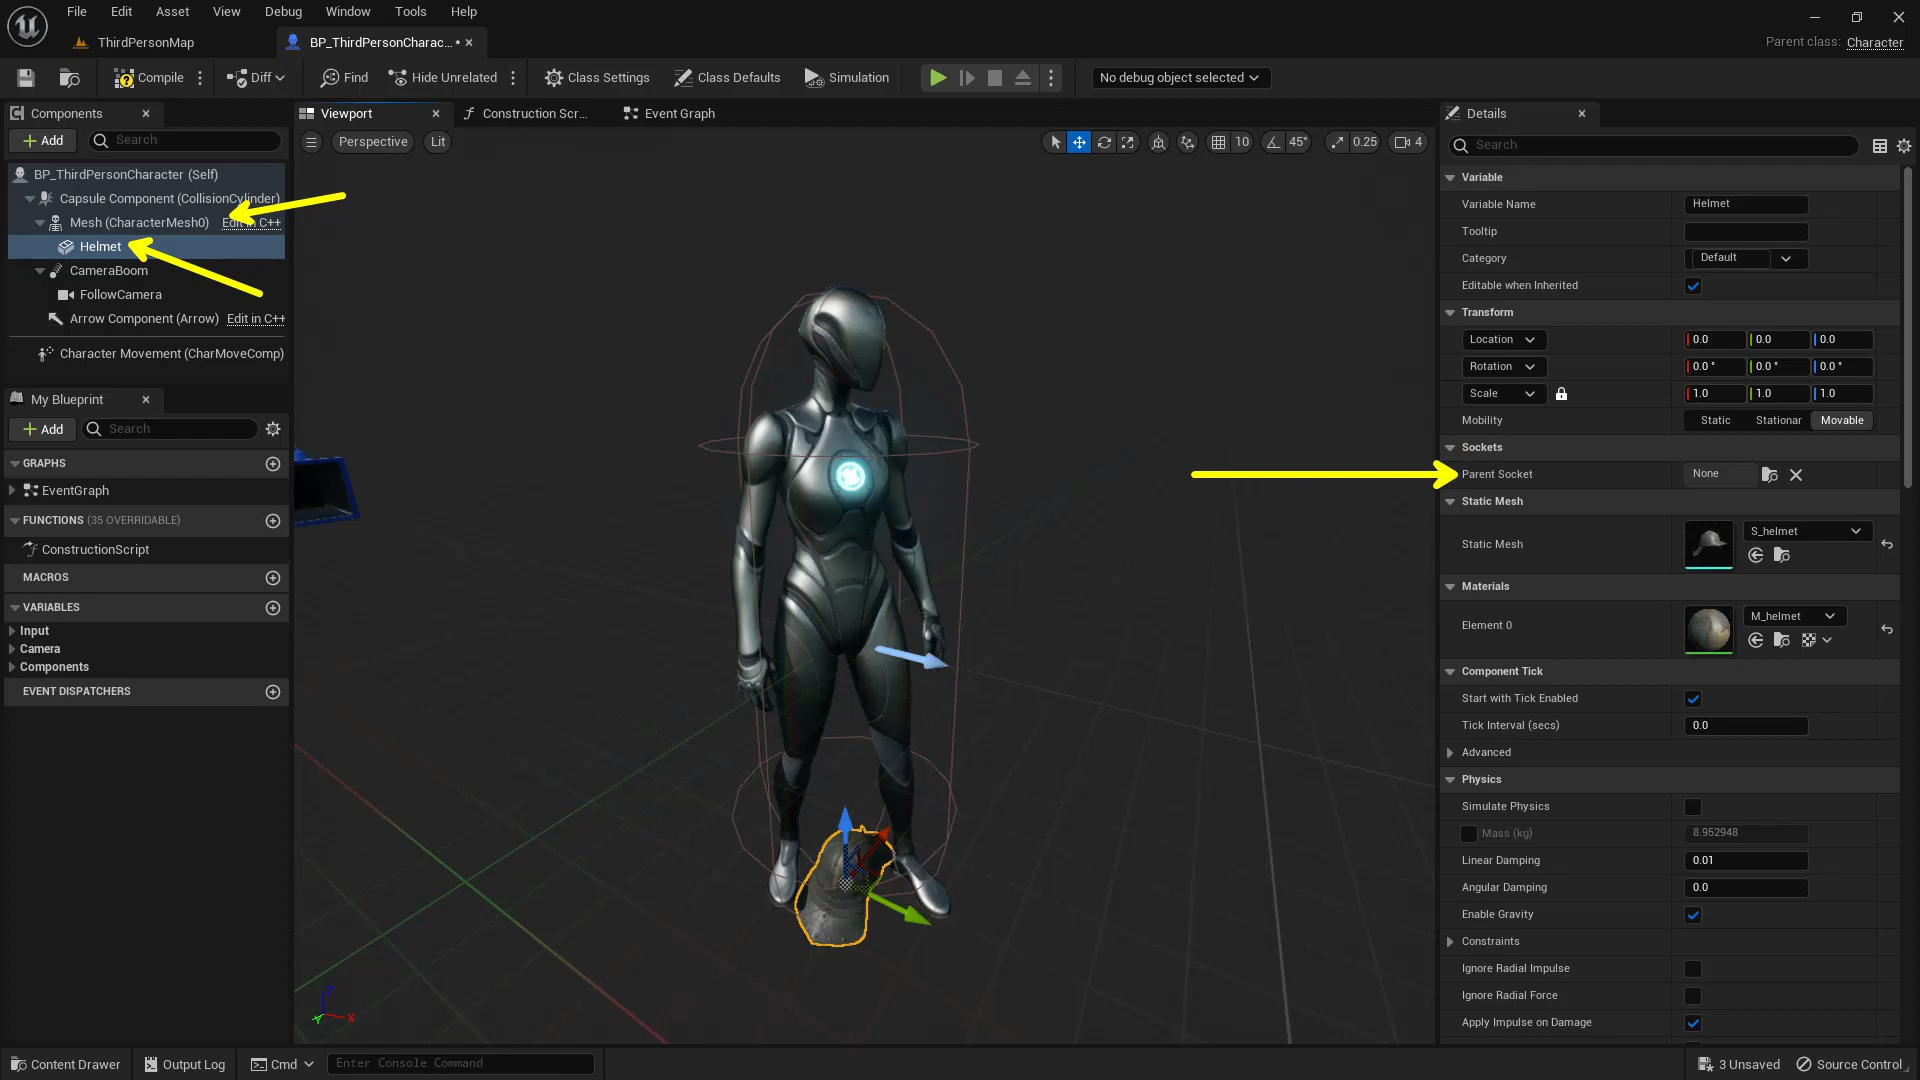 File Edit Asset View Debug Window Tools Help
ThirdPersonMap
BP_ThirdPersonCharac... *
Parent class: Character
Compile
Diff
Find
Hide Unrelated
Class Settings
Class Defaults
Simulation
No debug object selected
Components
Add
Search
BP_ThirdPersonCharacter (Self)
Capsule Component (CollisionCylinder)
Mesh (CharacterMesh0) Edit in C++
Helmet
CameraBoom
FollowCamera
Arrow Component (Arrow) Edit in C++
Character Movement (CharMoveComp)
My Blueprint
Add
Search
GRAPHS
EventGraph
FUNCTIONS (35 OVERRIDABLE)
ConstructionScript
MACROS
VARIABLES
Input
Camera
Components
EVENT DISPATCHERS
Viewport
Construction Scr...
Event Graph
Perspective
Lit
10
45°
0.25
4
Z
Y
X
Details
Search
Variable
Variable Name Helmet
Tooltip
Category Default
Editable when Inherited
Transform
Location 0.0 0.0 0.0
Rotation 0.0 ° 0.0 ° 0.0 °
Scale 1.0 1.0 1.0
Mobility Static Stationar Movable
Sockets
Parent Socket None
Static Mesh
Static Mesh S_helmet
Materials
Element 0 M_helmet
Component Tick
Start with Tick Enabled
Tick Interval (secs) 0.0
Advanced
Physics
Simulate Physics
Mass (kg) 8.952948
Linear Damping 0.01
Angular Damping 0.0
Enable Gravity
Constraints
Ignore Radial Impulse
Ignore Radial Force
Apply Impulse on Damage
Content Drawer
Output Log
Cmd
Enter Console Command
3 Unsaved
Source Control